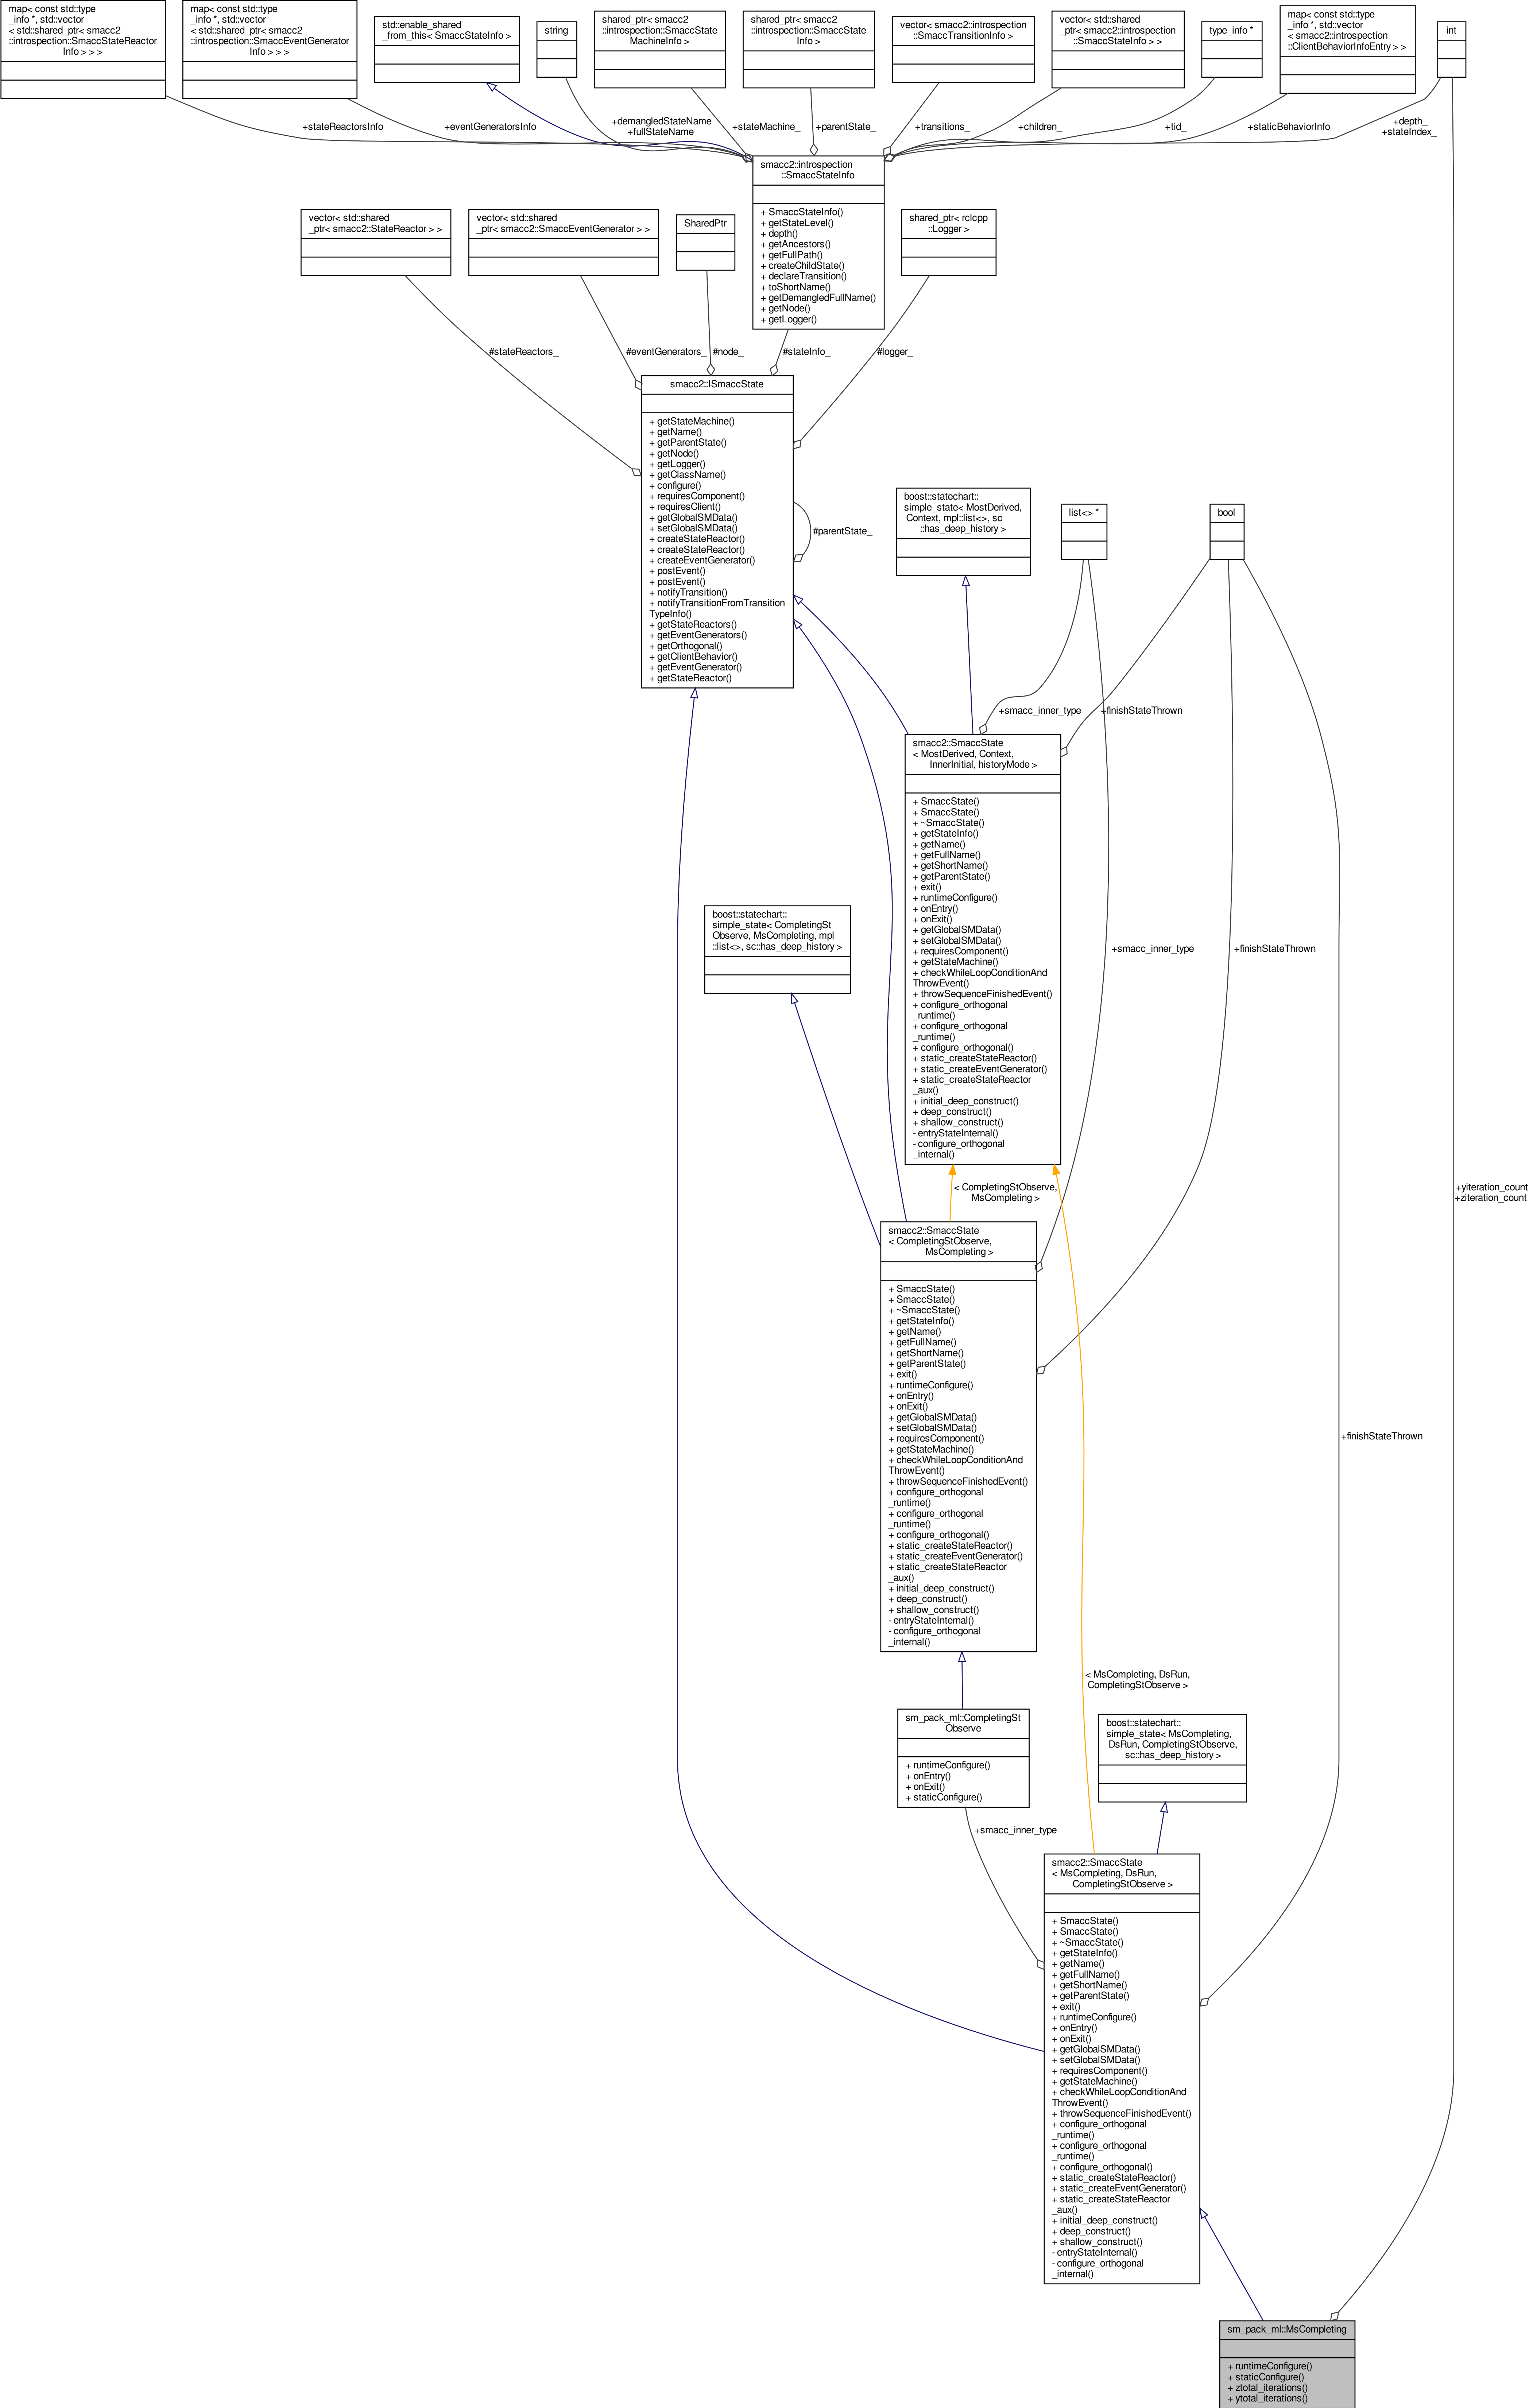 map< const std::type
_info *, std::vector
< std::shared_ptr< smacc2
::introspection::SmaccStateReactor
Info > > >
map< const std::type
_info *, std::vector
< std::shared_ptr< smacc2
::introspection::SmaccEventGenerator
Info > > >
std::enable_shared
_from_this< SmaccStateInfo >
string
shared_ptr< smacc2
::introspection::SmaccState
MachineInfo >
shared_ptr< smacc2
::introspection::SmaccState
Info >
vector< smacc2::introspection
::SmaccTransitionInfo >
vector< std::shared
_ptr< smacc2::introspection
::SmaccStateInfo > >
type_info *
map< const std::type
_info *, std::vector
< smacc2::introspection
::ClientBehaviorInfoEntry > >
int
+stateReactorsInfo
+eventGeneratorsInfo
+demangledStateName
+fullStateName
+stateMachine_
+parentState_
+transitions_
+children_
+tid_
+staticBehaviorInfo
+depth_
+stateIndex_
smacc2::introspection
::SmaccStateInfo
+ SmaccStateInfo()
+ getStateLevel()
+ depth()
+ getAncestors()
+ getFullPath()
+ createChildState()
+ declareTransition()
+ toShortName()
+ getDemangledFullName()
+ getNode()
+ getLogger()
vector< std::shared
_ptr< smacc2::StateReactor > >
vector< std::shared
_ptr< smacc2::SmaccEventGenerator > >
SharedPtr
shared_ptr< rclcpp
::Logger >
#stateReactors_
#eventGenerators_
#node_
#stateInfo_
#logger_
smacc2::ISmaccState
+ getStateMachine()
+ getName()
+ getParentState()
+ getNode()
+ getLogger()
+ getClassName()
+ configure()
+ requiresComponent()
+ requiresClient()
+ getGlobalSMData()
+ setGlobalSMData()
+ createStateReactor()
+ createStateReactor()
+ createEventGenerator()
+ postEvent()
+ postEvent()
+ notifyTransition()
+ notifyTransitionFromTransition
TypeInfo()
+ getStateReactors()
+ getEventGenerators()
+ getOrthogonal()
+ getClientBehavior()
+ getEventGenerator()
+ getStateReactor()
#parentState_
boost::statechart::
simple_state< MostDerived,
Context, mpl::list<>, sc
::has_deep_history >
list<> *
bool
+smacc_inner_type
+finishStateThrown
smacc2::SmaccState
< MostDerived, Context,
InnerInitial, historyMode >
+ SmaccState()
+ SmaccState()
+ ~SmaccState()
+ getStateInfo()
+ getName()
+ getFullName()
+ getShortName()
+ getParentState()
+ exit()
+ runtimeConfigure()
+ onEntry()
+ onExit()
+ getGlobalSMData()
+ setGlobalSMData()
+ requiresComponent()
+ getStateMachine()
+ checkWhileLoopConditionAnd
ThrowEvent()
+ throwSequenceFinishedEvent()
+ configure_orthogonal
_runtime()
+ configure_orthogonal
_runtime()
+ configure_orthogonal()
+ static_createStateReactor()
+ static_createEventGenerator()
+ static_createStateReactor
_aux()
+ initial_deep_construct()
+ deep_construct()
+ shallow_construct()
- entryStateInternal()
- configure_orthogonal
_internal()
boost::statechart::
simple_state< CompletingSt
Observe, MsCompleting, mpl
::list<>, sc::has_deep_history >
+smacc_inner_type
+finishStateThrown
< CompletingStObserve,
MsCompleting >
+yiteration_count
+ziteration_count
smacc2::SmaccState
< CompletingStObserve,
MsCompleting >
+ SmaccState()
+ SmaccState()
+ ~SmaccState()
+ getStateInfo()
+ getName()
+ getFullName()
+ getShortName()
+ getParentState()
+ exit()
+ runtimeConfigure()
+ onEntry()
+ onExit()
+ getGlobalSMData()
+ setGlobalSMData()
+ requiresComponent()
+ getStateMachine()
+ checkWhileLoopConditionAnd
ThrowEvent()
+ throwSequenceFinishedEvent()
+ configure_orthogonal
_runtime()
+ configure_orthogonal
_runtime()
+ configure_orthogonal()
+ static_createStateReactor()
+ static_createEventGenerator()
+ static_createStateReactor
_aux()
+ initial_deep_construct()
+ deep_construct()
+ shallow_construct()
- entryStateInternal()
- configure_orthogonal
_internal()
+finishStateThrown
< MsCompleting, DsRun,
CompletingStObserve >
sm_pack_ml::CompletingSt
Observe
+ runtimeConfigure()
+ onEntry()
+ onExit()
+ staticConfigure()
boost::statechart::
simple_state< MsCompleting,
DsRun, CompletingStObserve,
sc::has_deep_history >
+smacc_inner_type
smacc2::SmaccState
< MsCompleting, DsRun,
CompletingStObserve >
+ SmaccState()
+ SmaccState()
+ ~SmaccState()
+ getStateInfo()
+ getName()
+ getFullName()
+ getShortName()
+ getParentState()
+ exit()
+ runtimeConfigure()
+ onEntry()
+ onExit()
+ getGlobalSMData()
+ setGlobalSMData()
+ requiresComponent()
+ getStateMachine()
+ checkWhileLoopConditionAnd
ThrowEvent()
+ throwSequenceFinishedEvent()
+ configure_orthogonal
_runtime()
+ configure_orthogonal
_runtime()
+ configure_orthogonal()
+ static_createStateReactor()
+ static_createEventGenerator()
+ static_createStateReactor
_aux()
+ initial_deep_construct()
+ deep_construct()
+ shallow_construct()
- entryStateInternal()
- configure_orthogonal
_internal()
sm_pack_ml::MsCompleting
+ runtimeConfigure()
+ staticConfigure()
+ ztotal_iterations()
+ ytotal_iterations()